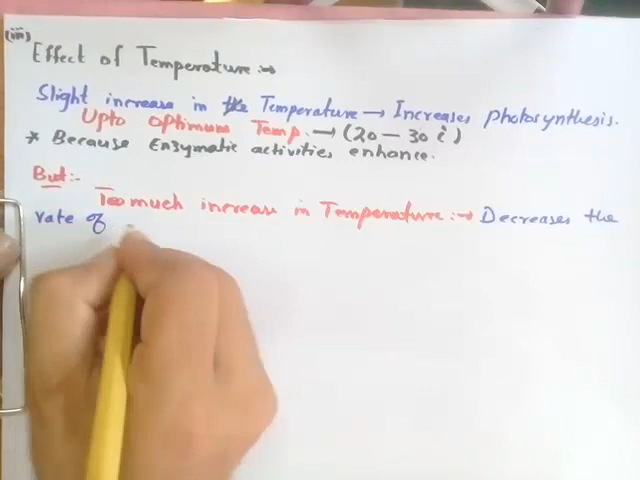 (iii)
Effect of Temperature:→
Slight increase in the Temperature → Increases photosynthesis.
Upto optimum Temp. → (20 - 30 i)
* Because Enzymatic activities enhance.
But:-
Too much increase in Temperature:→ Decreases the
rate of